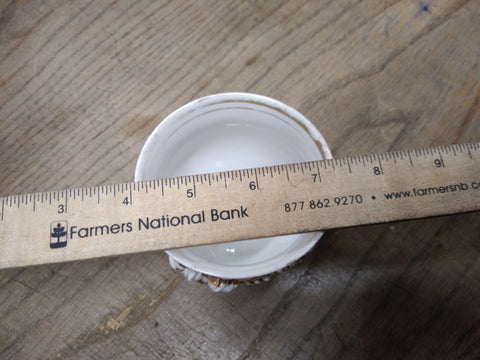 3 4 5 6 7 8 9
Farmers National Bank 877 862.9270 • www.farmersnb.c